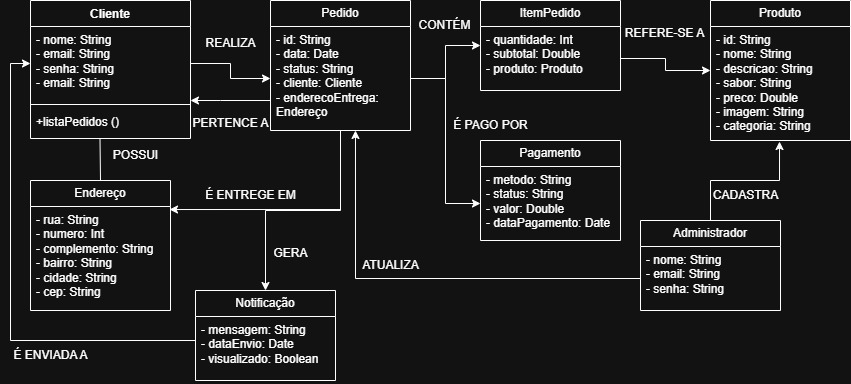 Cliente
- nome: String
- email: String
- senha: String
- email: String
+listaPedidos ()
REALIZA
PERTENCE A
Pedido
- id: String
- data: Date
- status: String
- cliente: Cliente
- enderecoEntrega:
Endereço
CONTÉM
ItemPedido
- quantidade: Int
- subtotal: Double
- produto: Produto
REFERE-SE A
Produto
- id: String
- nome: String
- descricao: String
- sabor: String
- preco: Double
- imagem: String
- categoria: String
POSSUI
É PAGO POR
Pagamento
- metodo: String
- status: String
- valor: Double
- dataPagamento: Date
Endereço
- rua: String
- numero: Int
- complemento: String
- bairro: String
- cidade: String
- cep: String
É ENTREGE EM
CADASTRA
Administrador
- nome: String
- email: String
- senha: String
GERA
ATUALIZA
Notificação
- mensagem: String
- dataEnvio: Date
- visualizado: Boolean
É ENVIADA A